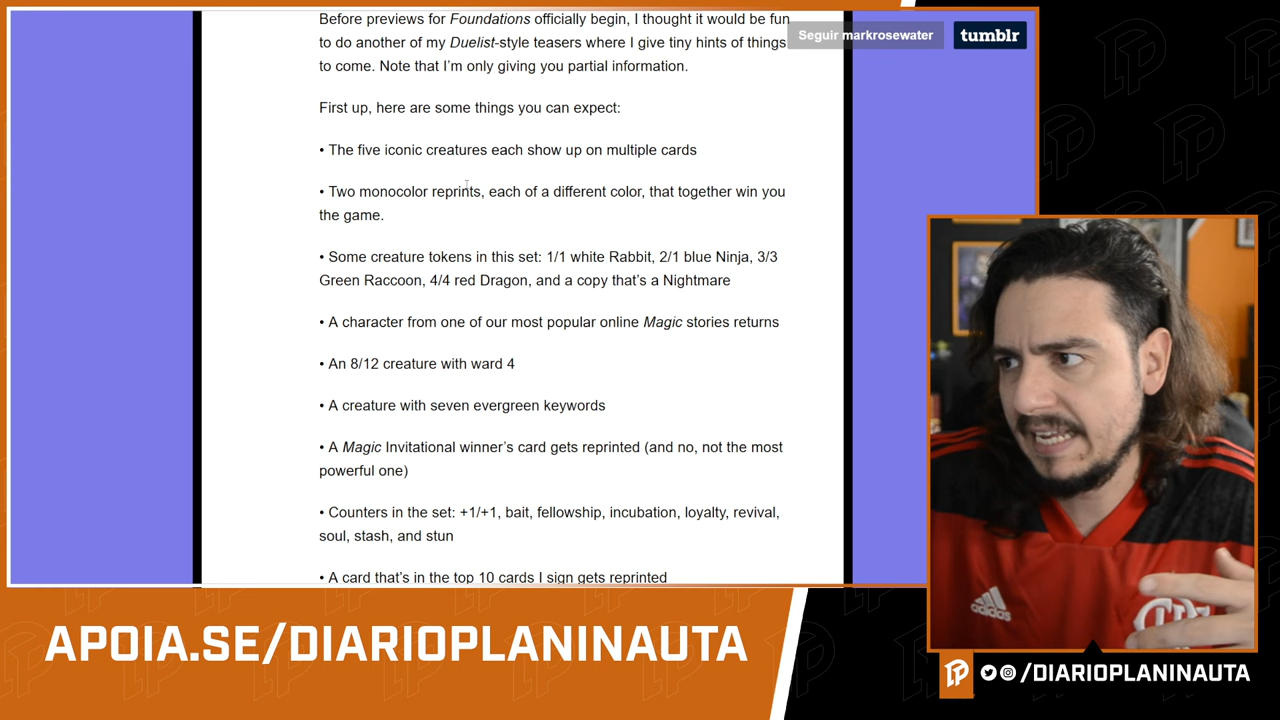 Before previews for Foundations officially begin, I thought it would be fun
to do another of my Duelist-style teasers where I give tiny hints of things
to come. Note that I'm only giving you partial information.
Seguir markrosewater
tumblr
First up, here are some things you can expect:
• The five iconic creatures each show up on multiple cards
• Two monocolor reprints, each of a different color, that together win you
the game.
• Some creature tokens in this set: 1/1 white Rabbit, 2/1 blue Ninja, 3/3
Green Raccoon, 4/4 red Dragon, and a copy that's a Nightmare
• A character from one of our most popular online Magic stories returns
• An 8/12 creature with ward 4
• A creature with seven evergreen keywords
• A Magic Invitational winner's card gets reprinted (and no, not the most
powerful one)
• Counters in the set: +1/+1, bait, fellowship, incubation, loyalty, revival,
soul, stash, and stun
• A card that's in the top 10 cards I sign gets reprinted
adidas
APOIA.SE/DIARIOPLANINAUTA
/DIARIOPLANINAUTA